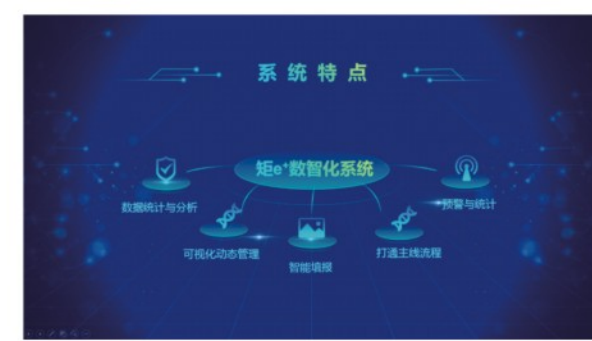 系统特点
矩e⁺数智化系统
数据统计与分析
预警与统计
可视化动态管理
打通主线流程
智能填报